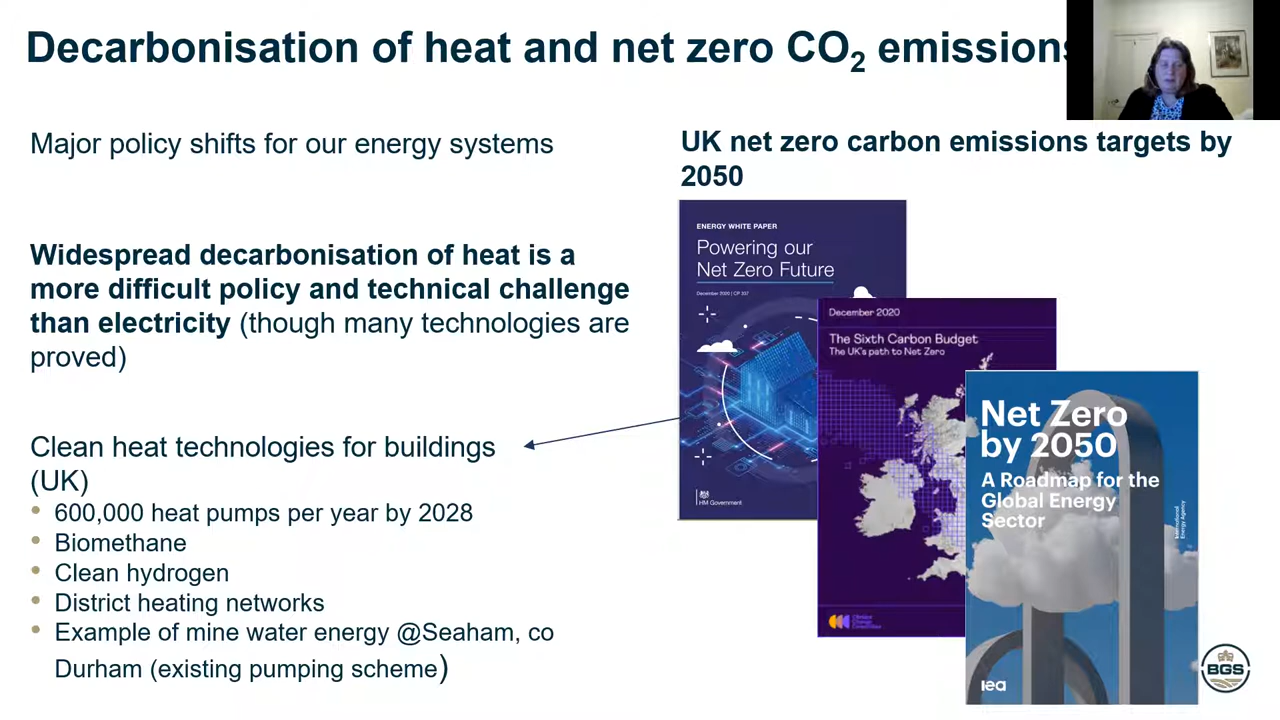 Decarbonisation of heat and net zero CO₂ emissions
Major policy shifts for our energy systems
UK net zero carbon emissions targets by
2050
Widespread decarbonisation of heat is a
more difficult policy and technical challenge
than electricity (though many technologies are
proved)
Clean heat technologies for buildings
(UK)
• 600,000 heat pumps per year by 2028
• Biomethane
• Clean hydrogen
• District heating networks
• Example of mine water energy @Seaham, co
Durham (existing pumping scheme)
ENERGY WHITE PAPER
Powering our
Net Zero Future
December 2020 | CP 337
HM Government
December 2020
The Sixth Carbon Budget
The UK's path to Net Zero
Net Zero
by 2050
A Roadmap for the
Global Energy
Sector
International
Energy Agency
iea
BGS